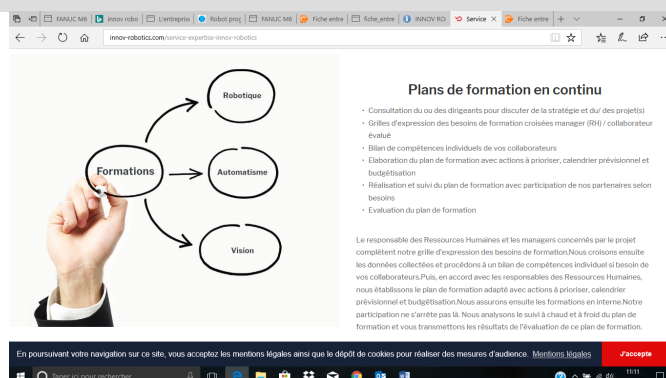 FANUC M6
innov robo
L'entreprise
Robot prog
FANUC M6
Fiche entre
fiche_entre
INNOV RO
Service
Fiche entre
innov-robotics.com/service-expertise-innov-robotics
Robotique
Formations
Automatisme
Vision
Plans de formation en continu
• Consultation du ou des dirigeants pour discuter de la stratégie et du/ des projet(s)
• Grilles d'expression des besoins de formation croisées manager (RH) / collaborateur
évalué
• Bilan de compétences individuels de vos collaborateurs
• Elaboration du plan de formation avec actions à prioriser, calendrier prévisionnel et
budgétisation
• Réalisation et suivi du plan de formation avec participation de nos partenaires selon
besoins
• Evaluation du plan de formation
Le responsable des Ressources Humaines et les managers concernés par le projet
complètent notre grille d'expression des besoins de formation.Nous croisons ensuite
les données collectées et procédons à un bilan de compétences individuel si besoin de
vos collaborateurs.Puis, en accord avec les responsables des Ressources Humaines,
nous établissons le plan de formation adapté avec actions à prioriser, calendrier
prévisionnel et budgétisation.Nous assurons ensuite les formations en interne.Notre
participation ne s'arrête pas là. Nous analysons le suivi à chaud et à froid du plan de
formation et vous transmettons les résultats de l'évaluation de ce plan de formation.
En poursuivant votre navigation sur ce site, vous acceptez les mentions légales ainsi que le dépôt de cookies pour réaliser des mesures d'audience. Mentions légales
J'accepte
Taper ici pour rechercher
11:11